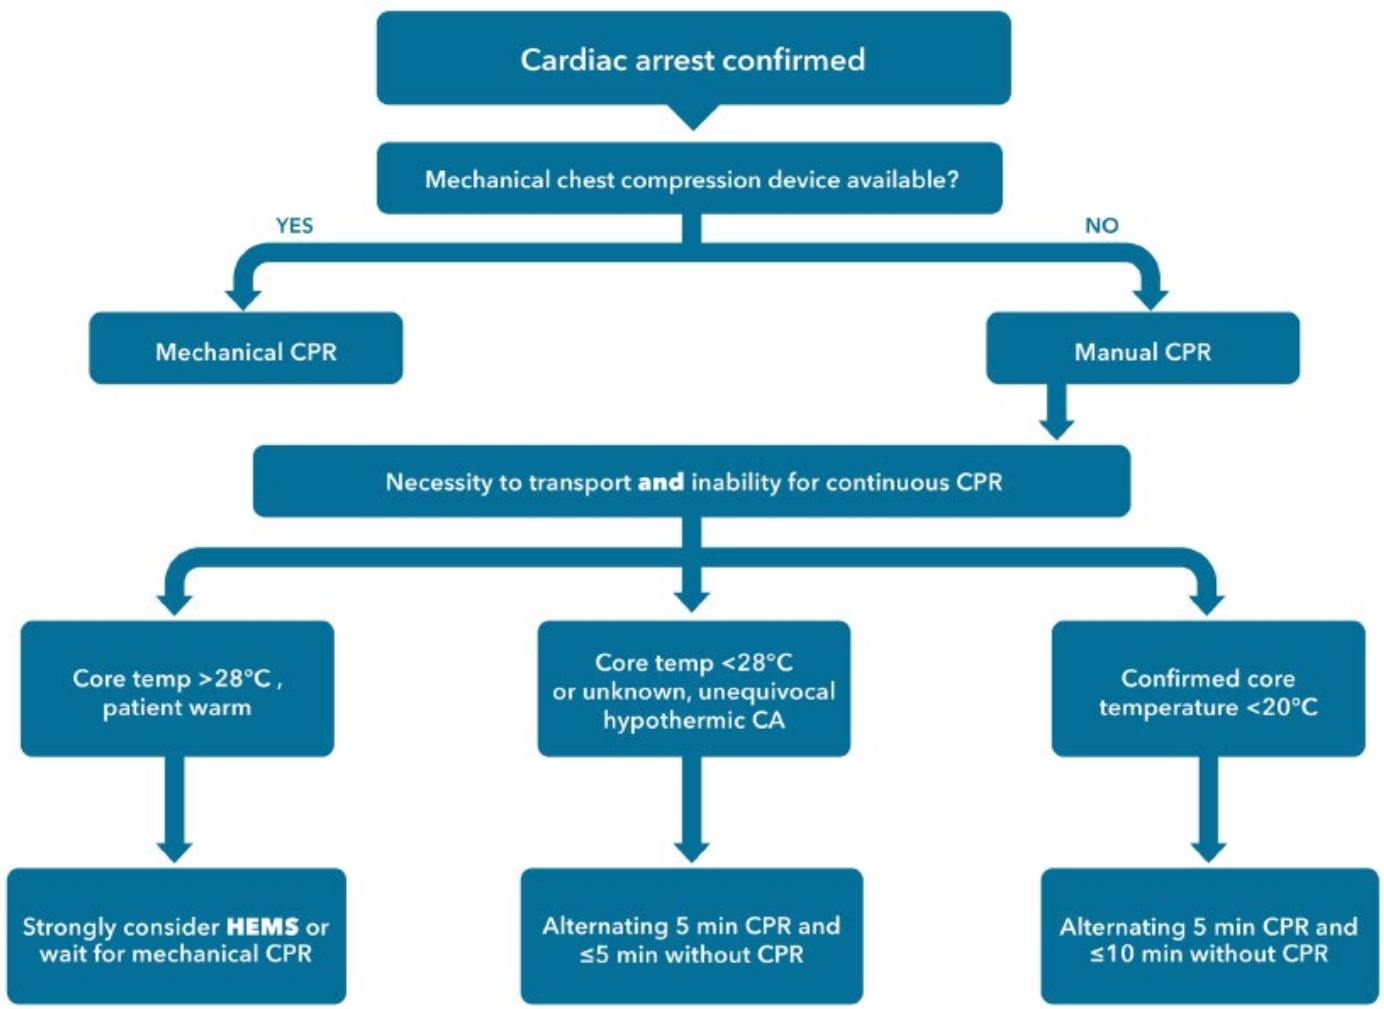 Cardiac arrest confirmed
Mechanical chest compression device available?
YES
NO
Mechanical CPR
Manual CPR
Necessity to transport and inability for continuous CPR
Core temp >28°C ,
patient warm
Core temp <28°C
or unknown, unequivocal
hypothermic CA
Confirmed core
temperature <20°C
Strongly consider HEMS or
wait for mechanical CPR
Alternating 5 min CPR and
≤5 min without CPR
Alternating 5 min CPR and
≤10 min without CPR